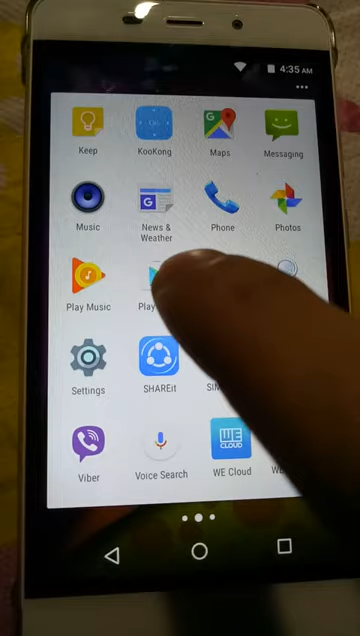 4:35 AM
Keep
KooKong
Maps
Messaging
Music
News &
Weather
Phone
Photos
Play Music
Play
Settings
SHAREit
Viber
Voice Search
WE
CLOUD
WE Cloud